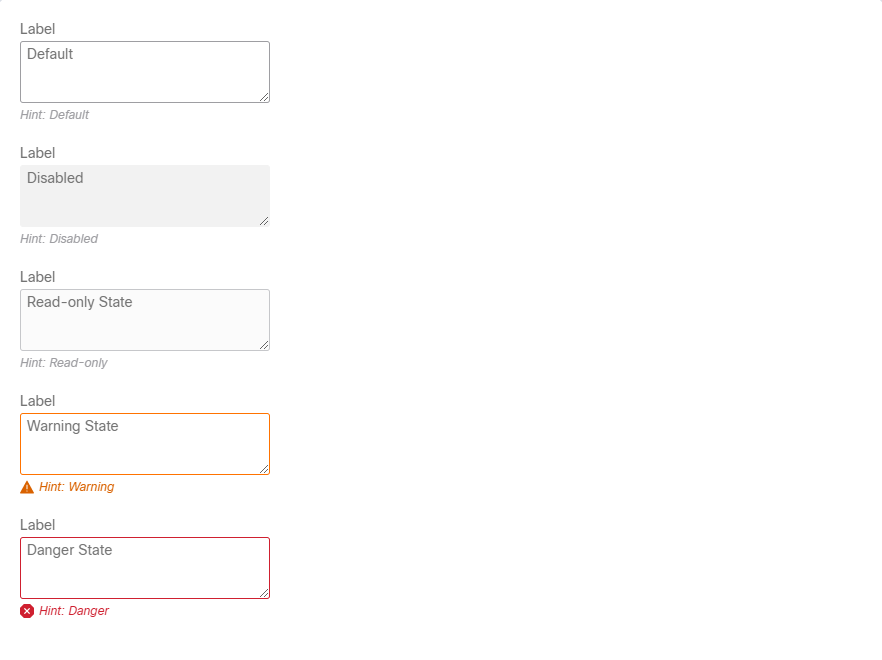 Label
Default
Hint: Default
Label
Disabled
Hint: Disabled
Label
Read-only State
Hint: Read-only
Label
Warning State
Hint: Warning
Label
Danger State
Hint: Danger